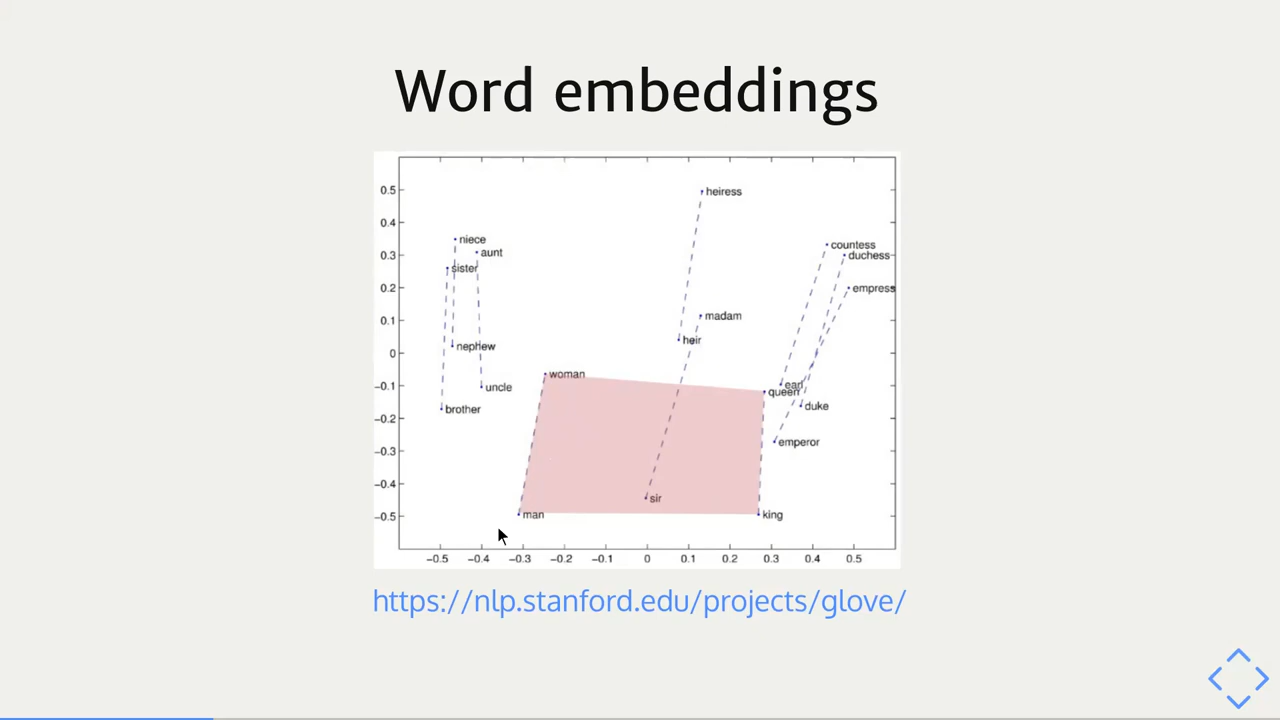 Word embeddings
heiress
0.5
0.4
niece
countess
aunt
0.3
duchess
sister
0.2
empress
0.1
madam
heir
0
nephew
woman
-0.1
uncle
earl
queen
duke
brother
-0.2
emperor
-0.3
-0.4
sir
-0.5
man
king
-0.5 -0.4 -0.3 -0.2 -0.1 0 0.1 0.2 0.3 0.4 0.5
https://nlp.stanford.edu/projects/glove/